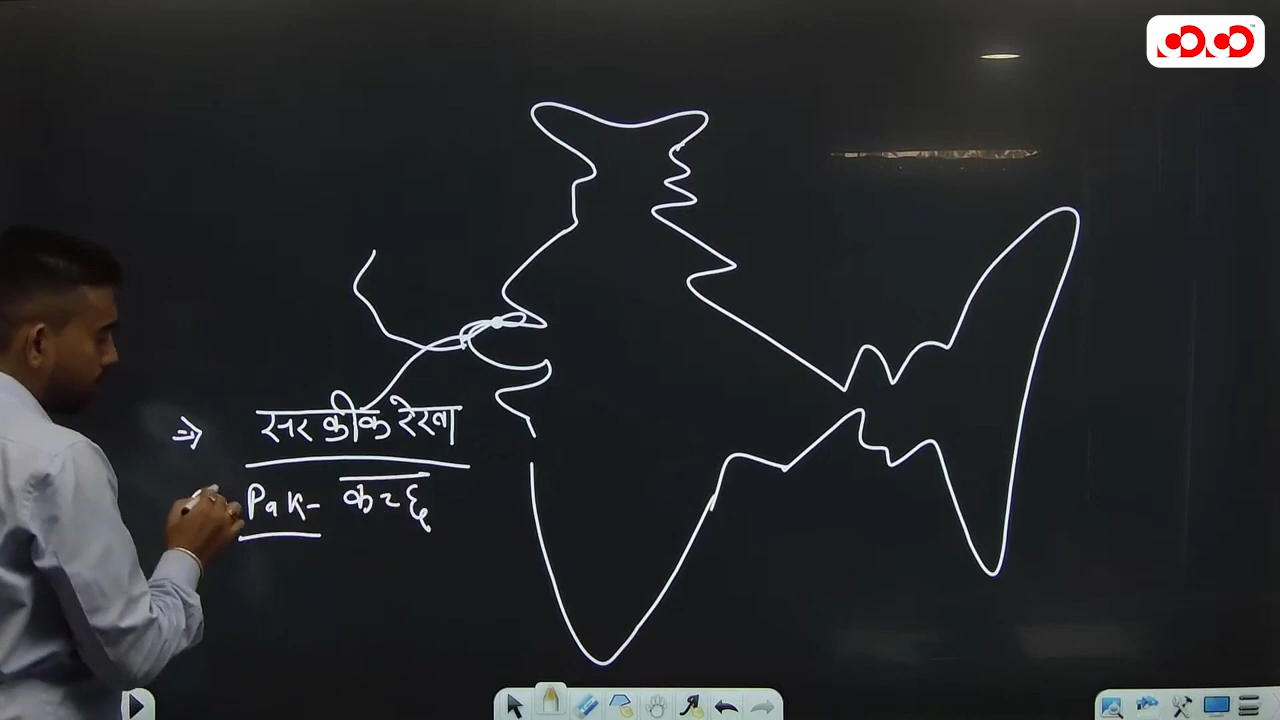 ⇒ सर क्रीक रेखा
Pak- कच्छ